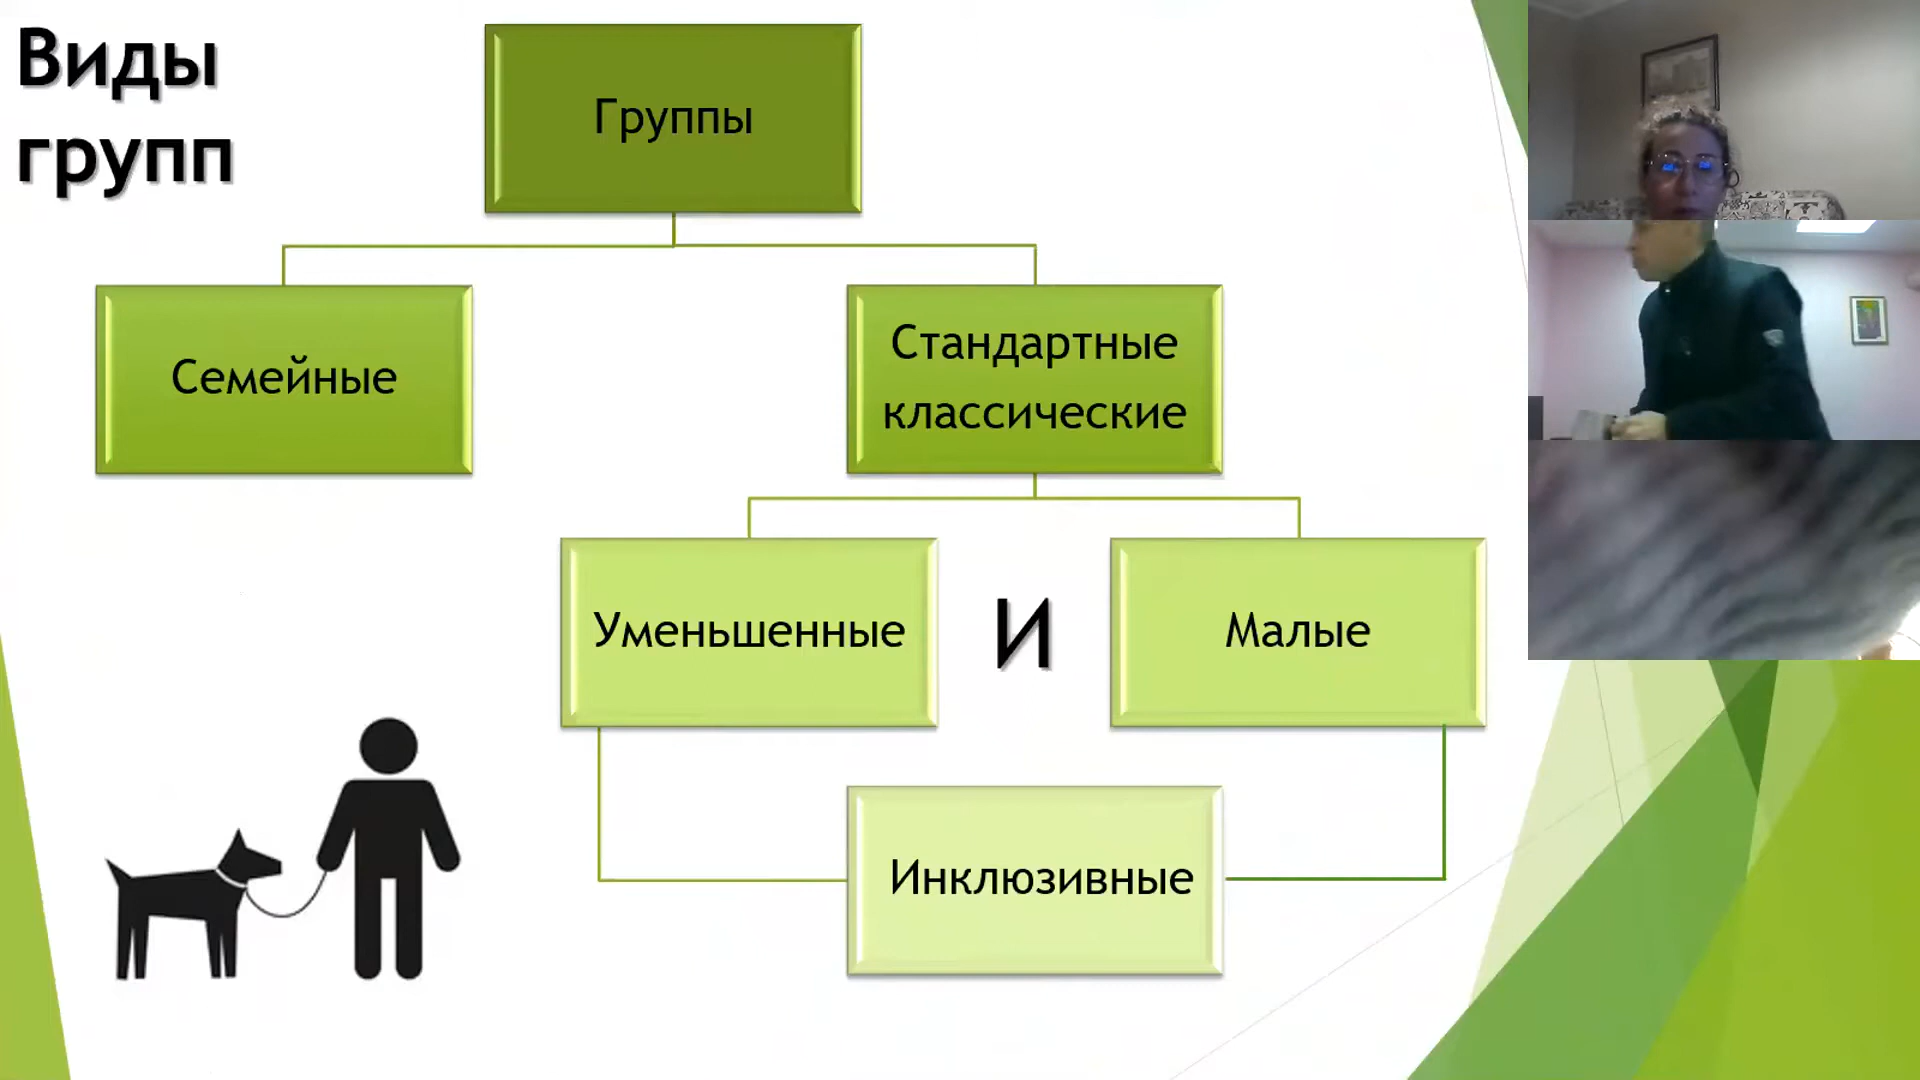 Виды
групп
Группы
Семейные
Стандартные
классические
Уменьшенные
И
Малые
Инклюзивные